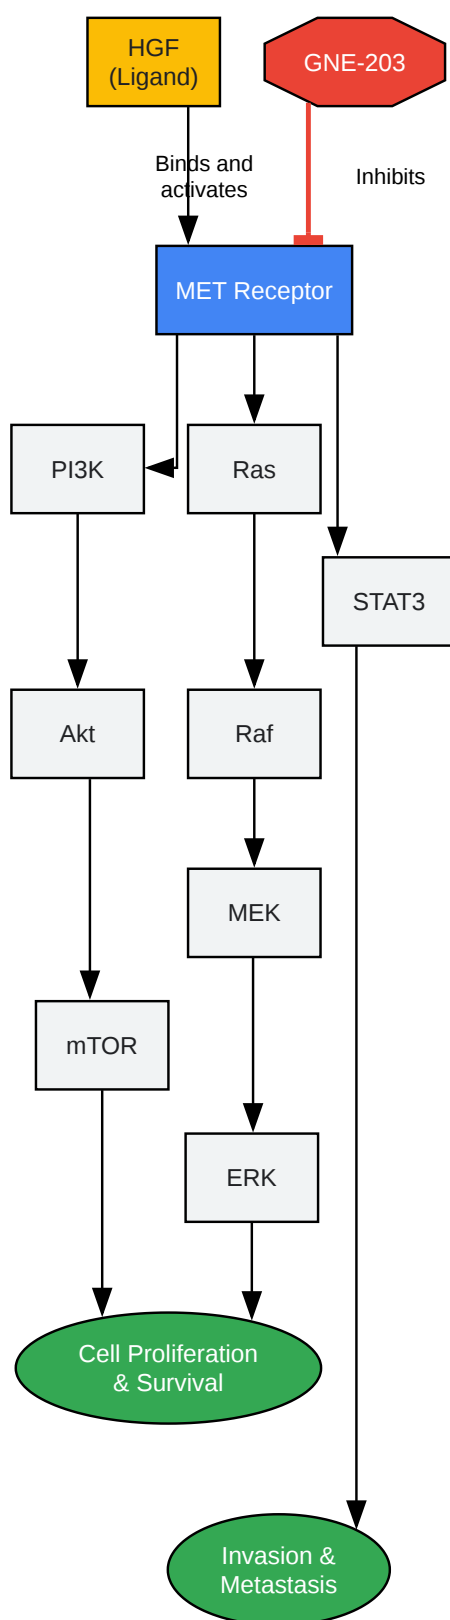 HGF
(Ligand)
GNE-203
Binds and
activates
Inhibits
MET Receptor
PI3K
Ras
STAT3
Akt
Raf
MEK
mTOR
ERK
Cell Proliferation
& Survival
Invasion &
Metastasis